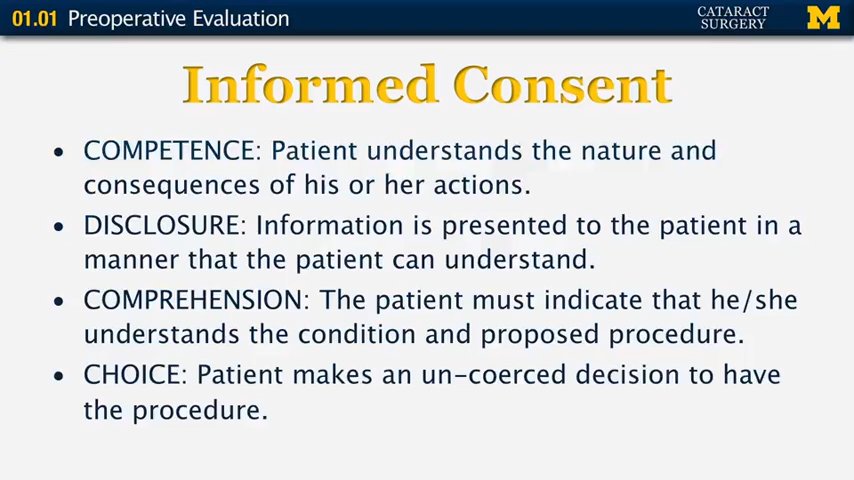 01.01 Preoperative Evaluation
CATARACT
SURGERY
M
Informed Consent
• COMPETENCE: Patient understands the nature and
consequences of his or her actions.
• DISCLOSURE: Information is presented to the patient in a
manner that the patient can understand.
• COMPREHENSION: The patient must indicate that he/she
understands the condition and proposed procedure.
• CHOICE: Patient makes an un-coerced decision to have
the procedure.